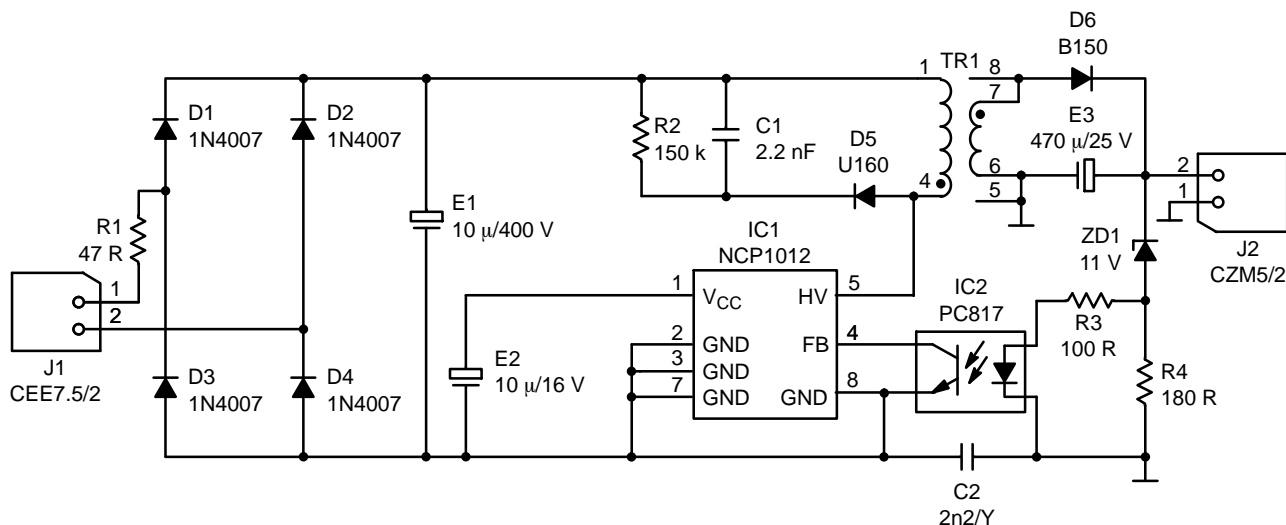 D6
B150
TR1
1
8
7
D1
1N4007
D2
1N4007
R2
150 k
C1
2.2 nF
D5
U160
E3
470 μ/25 V
4
6
5
2
1
J2
CZM5/2
R1
47 R
E1
10 μ/400 V
IC1
NCP1012
ZD1
11 V
1
2
J1
CEE7.5/2
1
VCC
HV
5
IC2
PC817
R3
100 R
2
GND
FB
4
3
GND
7
GND
GND
8
E2
10 μ/16 V
D3
1N4007
D4
1N4007
R4
180 R
C2
2n2/Y